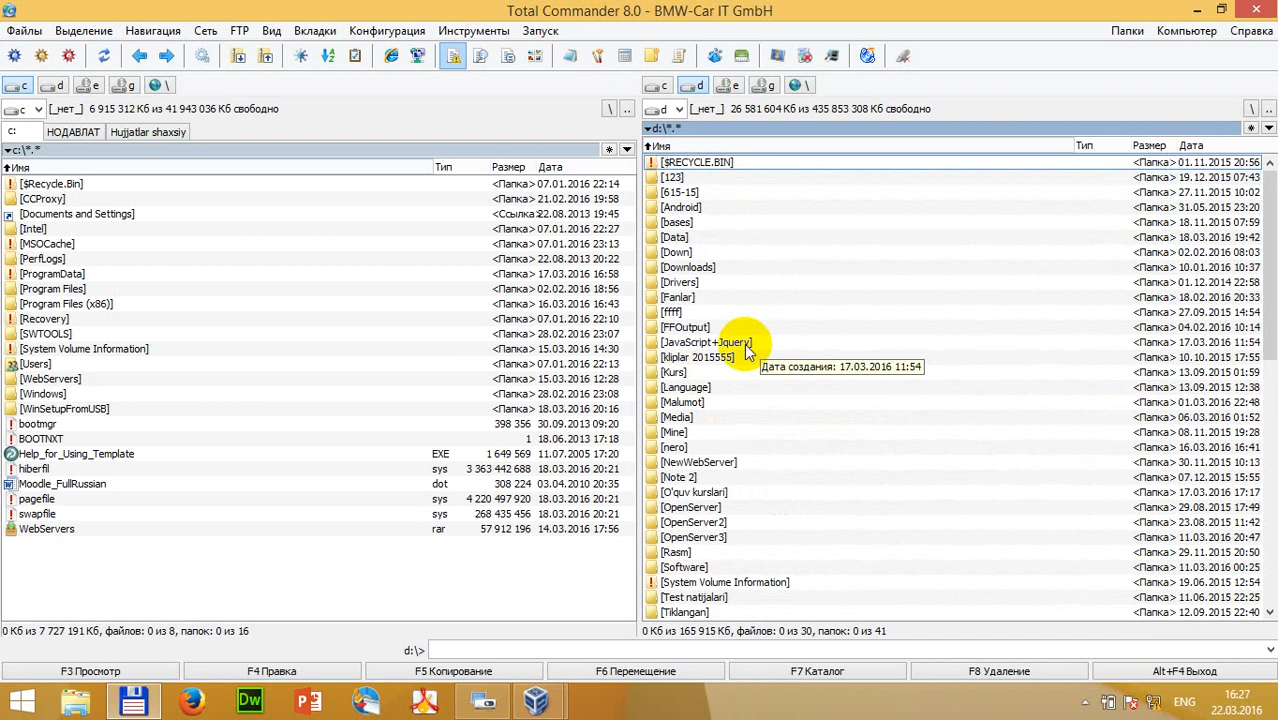 Total Commander 8.0 - BMW-Car IT GmbH
Файлы Выделение Навигация Сеть FTP Вид Вкладки Конфигурация Инструменты Запуск Папки Компьютер Справка
c d e g \
c [_нет_] 6 915 312 Кб из 41 943 036 Кб свободно \ ..
c: НОДАВЛАТ Hujjatlar shaxsiy
c:\*.* *
Имя Тип Размер Дата
[$Recycle.Bin] <Папка> 07.01.2016 22:14
[CCProxy] <Папка> 21.02.2016 19:58
[Documents and Settings] <Ссылка> 22.08.2013 19:45
[Intel] <Папка> 07.01.2016 22:27
[MSOCache] <Папка> 07.01.2016 23:13
[PerfLogs] <Папка> 22.08.2013 20:22
[ProgramData] <Папка> 17.03.2016 16:58
[Program Files] <Папка> 02.02.2016 18:56
[Program Files (x86)] <Папка> 16.03.2016 16:43
[Recovery] <Папка> 07.01.2016 22:10
[SWTOOLS] <Папка> 28.02.2016 23:07
[System Volume Information] <Папка> 15.03.2016 14:30
[Users] <Папка> 07.01.2016 22:12
[WebServers] <Папка> 15.03.2016 12:28
[Windows] <Папка> 28.02.2016 23:08
[WinSetupFromUSB] <Папка> 18.03.2016 20:16
bootmgr 398 356 30.09.2013 09:20
BOOTNXT 1 18.06.2013 17:18
Help_for_Using_Template EXE 1 649 569 11.07.2005 17:20
hiberfil sys 3 363 442 688 18.03.2016 20:21
Moodle_FullRussian dot 308 224 03.04.2010 20:35
pagefile sys 4 220 497 920 18.03.2016 20:21
swapfile sys 268 435 456 18.03.2016 20:21
WebServers rar 57 912 196 14.03.2016 17:56
0 Кб из 7 727 191 Кб, файлов: 0 из 8, папок: 0 из 16
c d e g \
d [_нет_] 26 581 604 Кб из 435 853 308 Кб свободно \ ..
d:\*.* *
Имя Тип Размер Дата
[$RECYCLE.BIN] <Папка> 01.11.2015 20:56
[123] <Папка> 19.12.2015 07:43
[615-15] <Папка> 27.11.2015 10:02
[Android] <Папка> 31.05.2015 23:20
[bases] <Папка> 18.11.2015 07:59
[Data] <Папка> 18.03.2016 19:42
[Down] <Папка> 02.02.2016 08:03
[Downloads] <Папка> 10.01.2016 10:37
[Drivers] <Папка> 01.12.2014 22:58
[Fanlar] <Папка> 18.02.2016 20:33
[ffff] <Папка> 27.09.2015 14:54
[FFOutput] <Папка> 04.02.2016 10:14
[JavaScript+Jquery] <Папка> 17.03.2016 11:54
[kliplar 2015555] <Папка> 10.10.2015 17:55
Дата создания: 17.03.2016 11:54
[Kurs] <Папка> 13.09.2015 01:59
[Language] <Папка> 13.09.2015 12:38
[Malumot] <Папка> 01.03.2016 22:48
[Media] <Папка> 06.03.2016 01:52
[Mine] <Папка> 08.11.2015 19:28
[nero] <Папка> 16.03.2016 16:41
[NewWebServer] <Папка> 30.11.2015 10:13
[Note 2] <Папка> 07.12.2015 15:55
[O'quv kurslari] <Папка> 17.03.2016 17:17
[OpenServer] <Папка> 29.08.2015 17:49
[OpenServer2] <Папка> 23.08.2015 11:42
[OpenServer3] <Папка> 11.03.2016 20:47
[Rasm] <Папка> 29.11.2015 20:50
[Software] <Папка> 11.03.2016 00:25
[System Volume Information] <Папка> 19.06.2015 12:54
[Test natijalari] <Папка> 11.06.2015 22:25
[Tiklangan] <Папка> 12.09.2015 22:40
0 Кб из 165 915 Кб, файлов: 0 из 30, папок: 0 из 41
d:\>
F3 Просмотр F4 Правка F5 Копирование F6 Перемещение F7 Каталог F8 Удаление Alt+F4 Выход
Dw ENG 16:27
22.03.2016